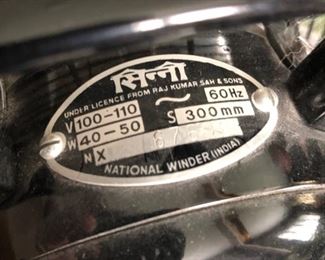 सिन्नी
UNDER LICENCE FROM RAJ KUMAR SAH & SONS
~ 60Hz
V 100-110
S 300mm
W 40-50
N X
NATIONAL WINDER (INDIA)